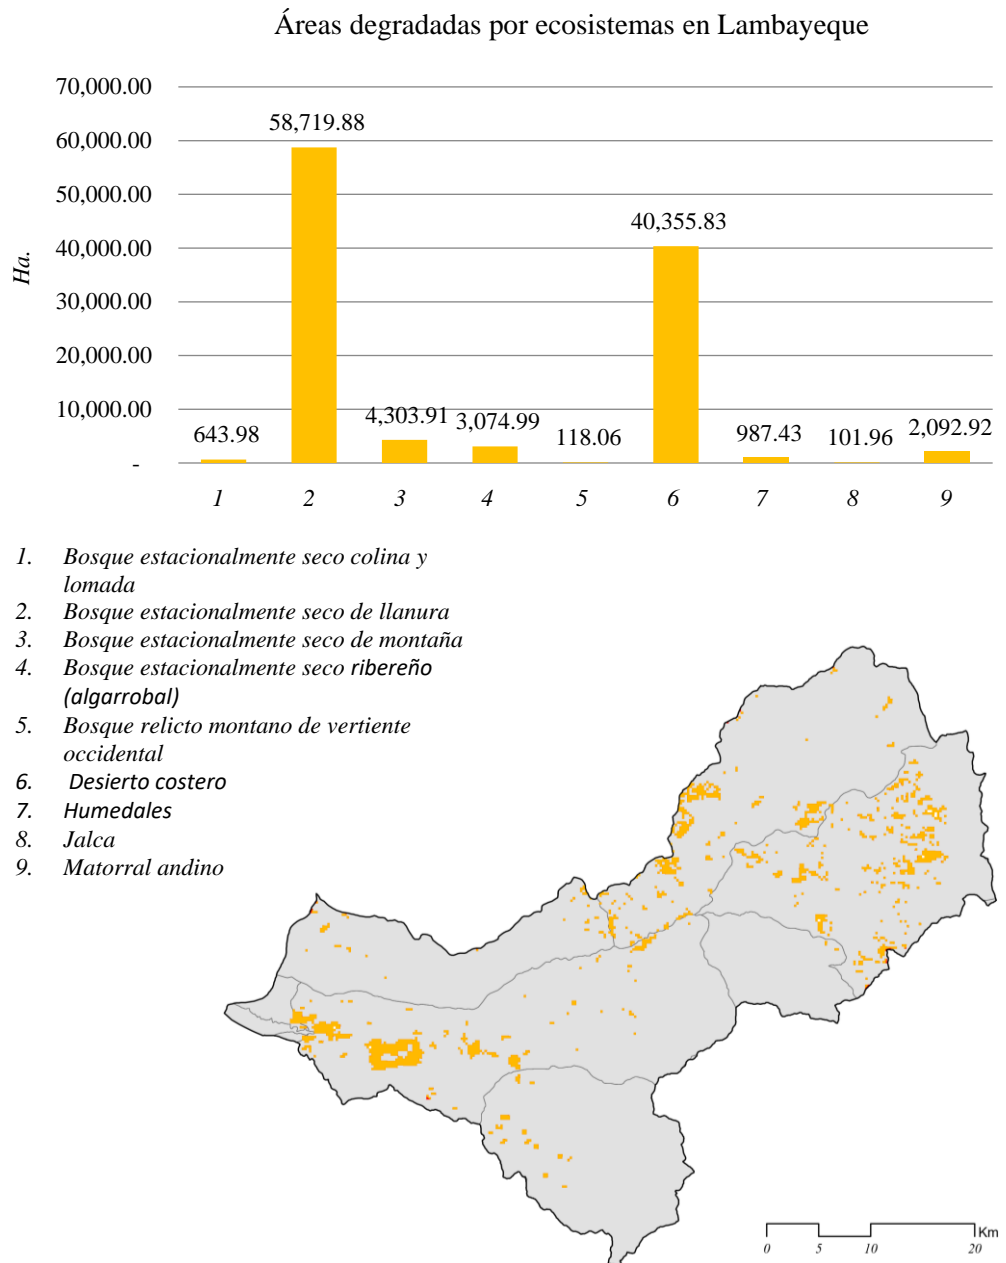 Áreas degradadas por ecosistemas en Lambayeque
70,000.00
60,000.00
50,000.00
40,000.00
30,000.00
20,000.00
10,000.00
-
Ha.
643.98
58,719.88
4,303.91
3,074.99
118.06
40,355.83
987.43
101.96
2,092.92
1 2 3 4 5 6 7 8 9
1. Bosque estacionalmente seco colina y
lomada
2. Bosque estacionalmente seco de llanura
3. Bosque estacionalmente seco de montaña
4. Bosque estacionalmente seco ribereño
(algarrobal)
5. Bosque relicto montano de vertiente
occidental
6. Desierto costero
7. Humedales
8. Jalca
9. Matorral andino
Km
0 5 10 20